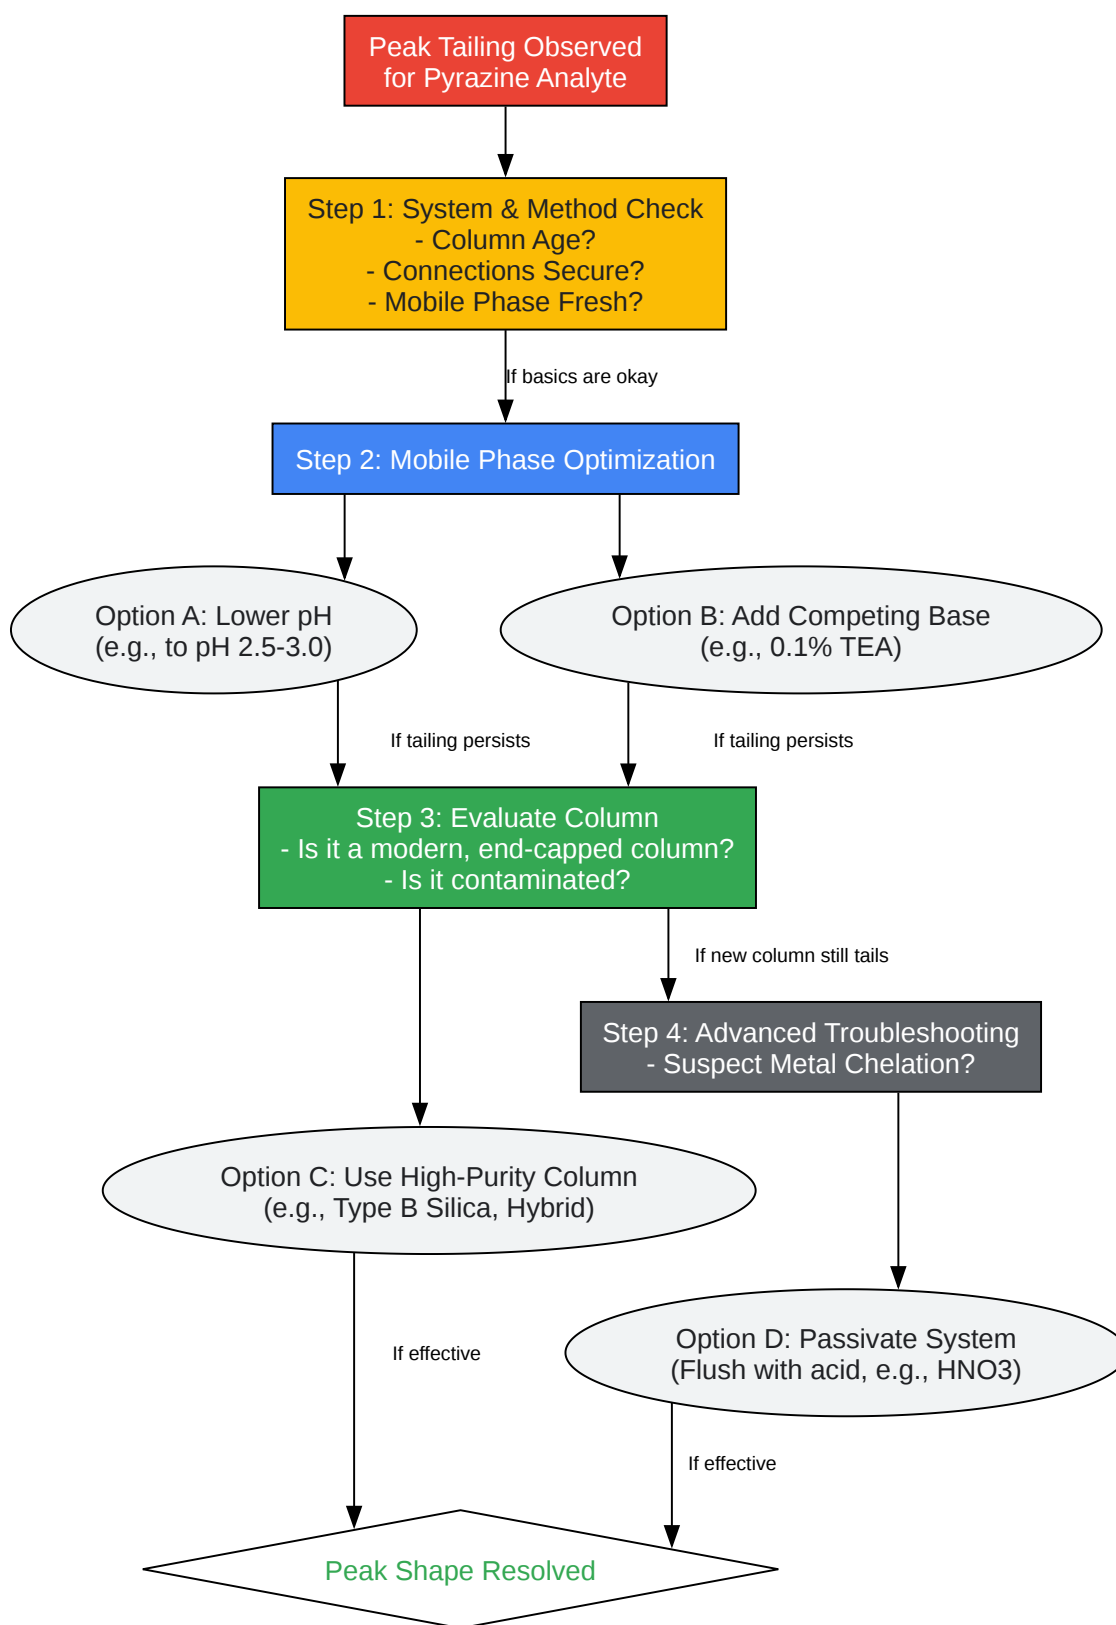 Peak Tailing Observed
for Pyrazine Analyte
Step 1: System & Method Check
- Column Age?
- Connections Secure?
- Mobile Phase Fresh?
If basics are okay
Step 2: Mobile Phase Optimization
Option A: Lower pH
(e.g., to pH 2.5-3.0)
Option B: Add Competing Base
(e.g., 0.1% TEA)
If tailing persists
If tailing persists
Step 3: Evaluate Column
- Is it a modern, end-capped column?
- Is it contaminated?
If new column still tails
Step 4: Advanced Troubleshooting
- Suspect Metal Chelation?
Option C: Use High-Purity Column
(e.g., Type B Silica, Hybrid)
Option D: Passivate System
(Flush with acid, e.g., HNO3)
If effective
If effective
Peak Shape Resolved